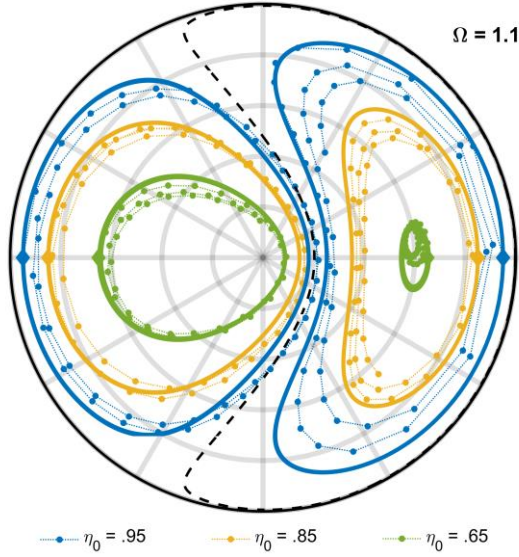 Ω = 1.1
η₀ = .95 η₀ = .85 η₀ = .65